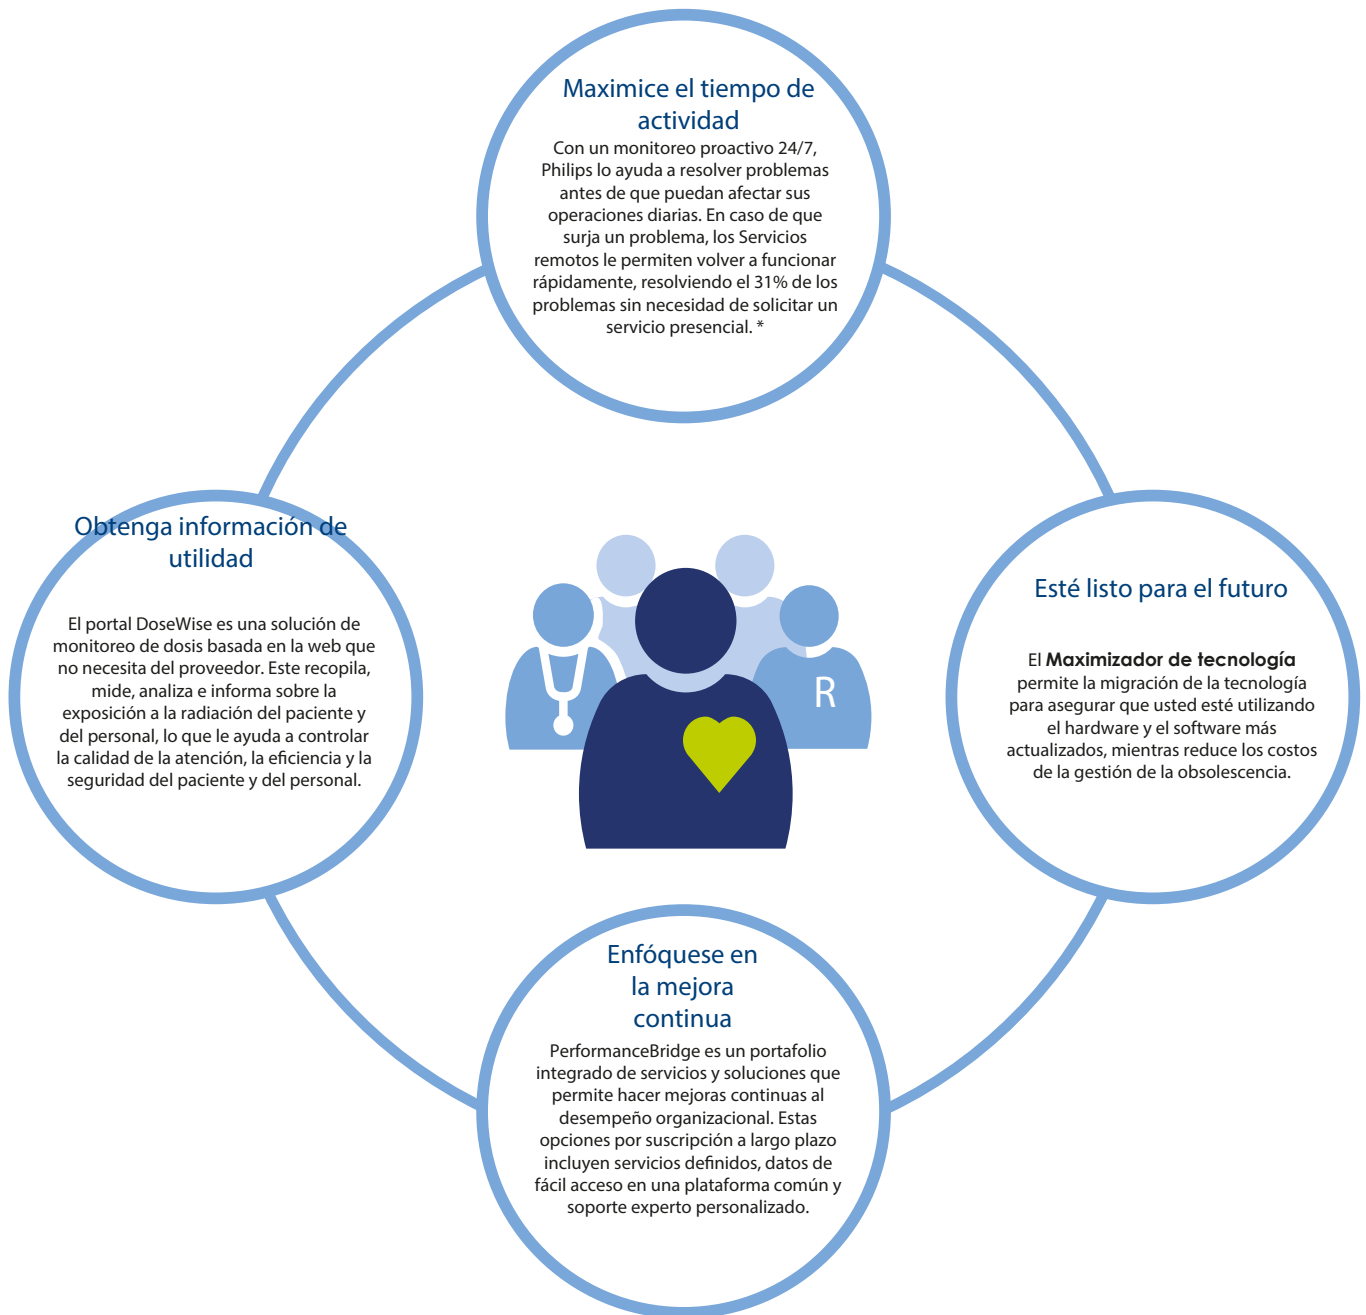 Maximice el tiempo de
actividad
Con un monitoreo proactivo 24/7,
Philips lo ayuda a resolver problemas
antes de que puedan afectar sus
operaciones diarias. En caso de que
surja un problema, los Servicios
remotos le permiten volver a funcionar
rápidamente, resolviendo el 31% de los
problemas sin necesidad de solicitar un
servicio presencial. *
Obtenga información de
utilidad
El portal DoseWise es una solución de
monitoreo de dosis basada en la web que
no necesita del proveedor. Este recopila,
mide, analiza e informa sobre la
exposición a la radiación del paciente y
del personal, lo que le ayuda a controlar
la calidad de la atención, la eficiencia y la
seguridad del paciente y del personal.
R
Esté listo para el futuro
El Maximizador de tecnología
permite la migración de la tecnología
para asegurar que usted esté utilizando
el hardware y el software más
actualizados, mientras reduce los costos
de la gestión de la obsolescencia.
Enfóquese en
la mejora
continua
PerformanceBridge es un portafolio
integrado de servicios y soluciones que
permite hacer mejoras continuas al
desempeño organizacional. Estas
opciones por suscripción a largo plazo
incluyen servicios definidos, datos de
fácil acceso en una plataforma común y
soporte experto personalizado.